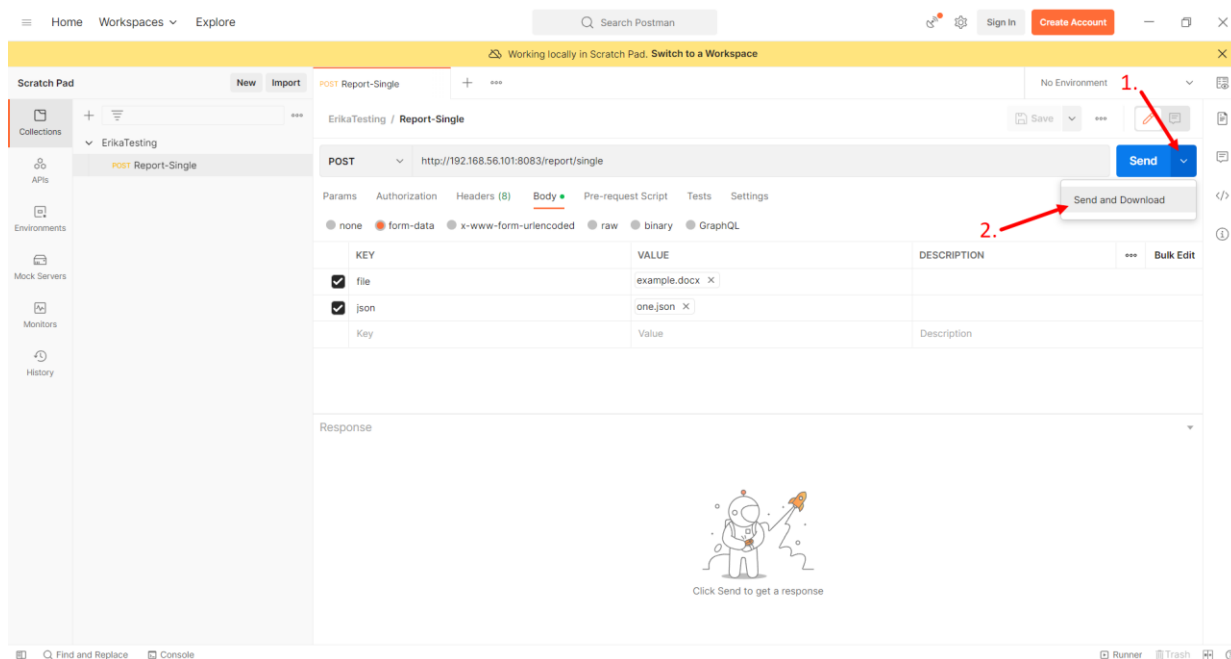 Home Workspaces Explore Search Postman Sign In Create Account
Working locally in Scratch Pad. Switch to a Workspace
Scratch Pad New Import POST Report-Single No Environment 1.
Collections
ErikaTesting / Report-Single Save
ErikaTesting
POST Report-Single
POST http://192.168.56.101:8083/report/single Send
APIs
Params Authorization Headers (8) Body Pre-request Script Tests Settings
Send and Download
2.
Environments
none form-data x-www-form-urlencoded raw binary GraphQL
KEY VALUE DESCRIPTION Bulk Edit
Mock Servers
file example.docx
json one.json
Monitors
Key Value Description
History
Response
Click Send to get a response
Find and Replace Console Runner Trash